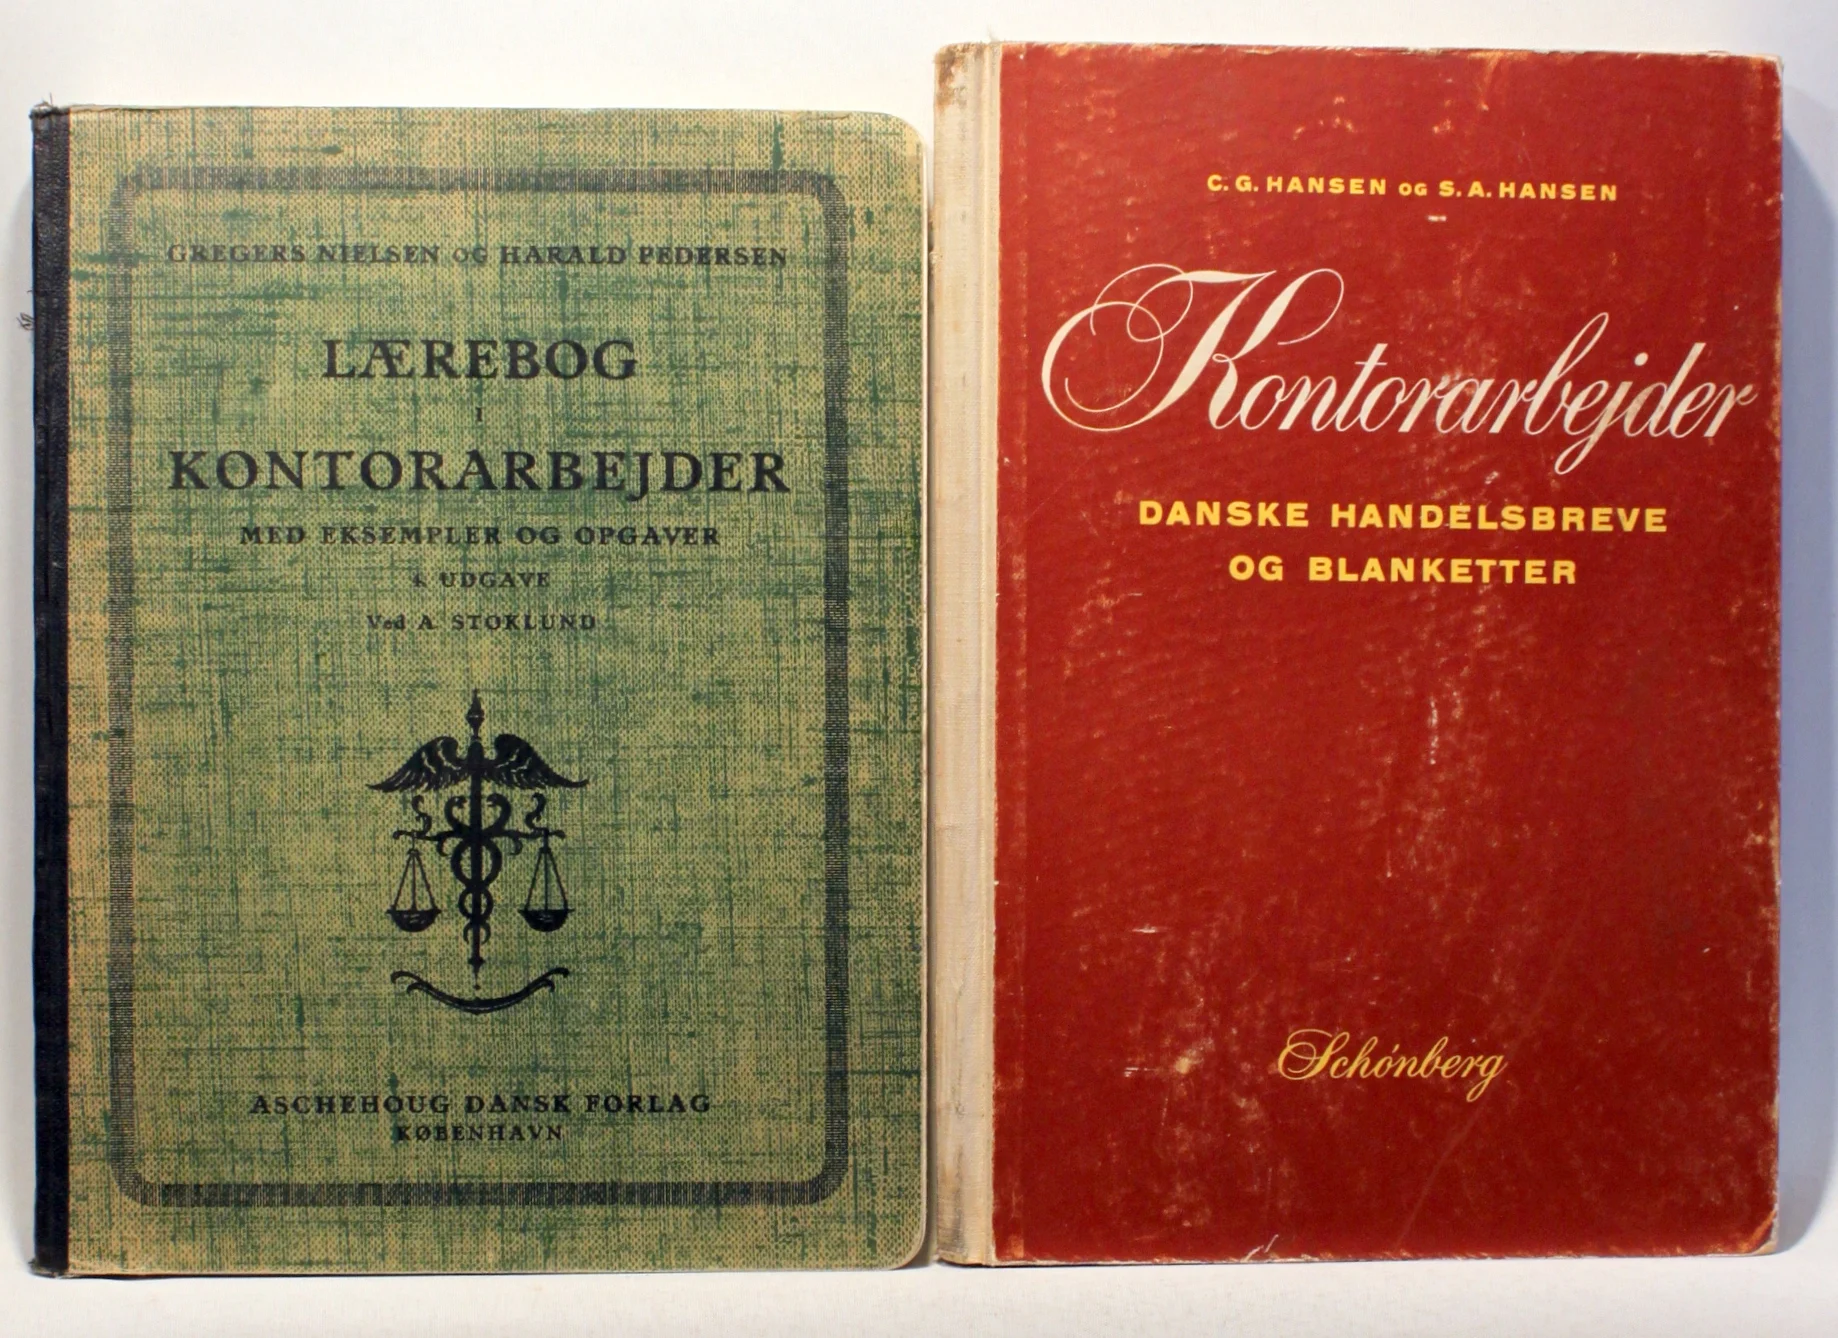 GREGERS NIELSEN OG HARALD PEDERSEN
LÆREBOG
I
KONTORARBEJDER
MED EKSEMPLER OG OPGAVER
4. UDGAVE
Ved A. STOKLUND
ASCHEHOUG DANSK FORLAG
KØBENHAVN
C. G. HANSEN OG S. A. HANSEN
Kontorarbejder
DANSKE HANDELSBREVE
OG BLANKETTER
Schønberg